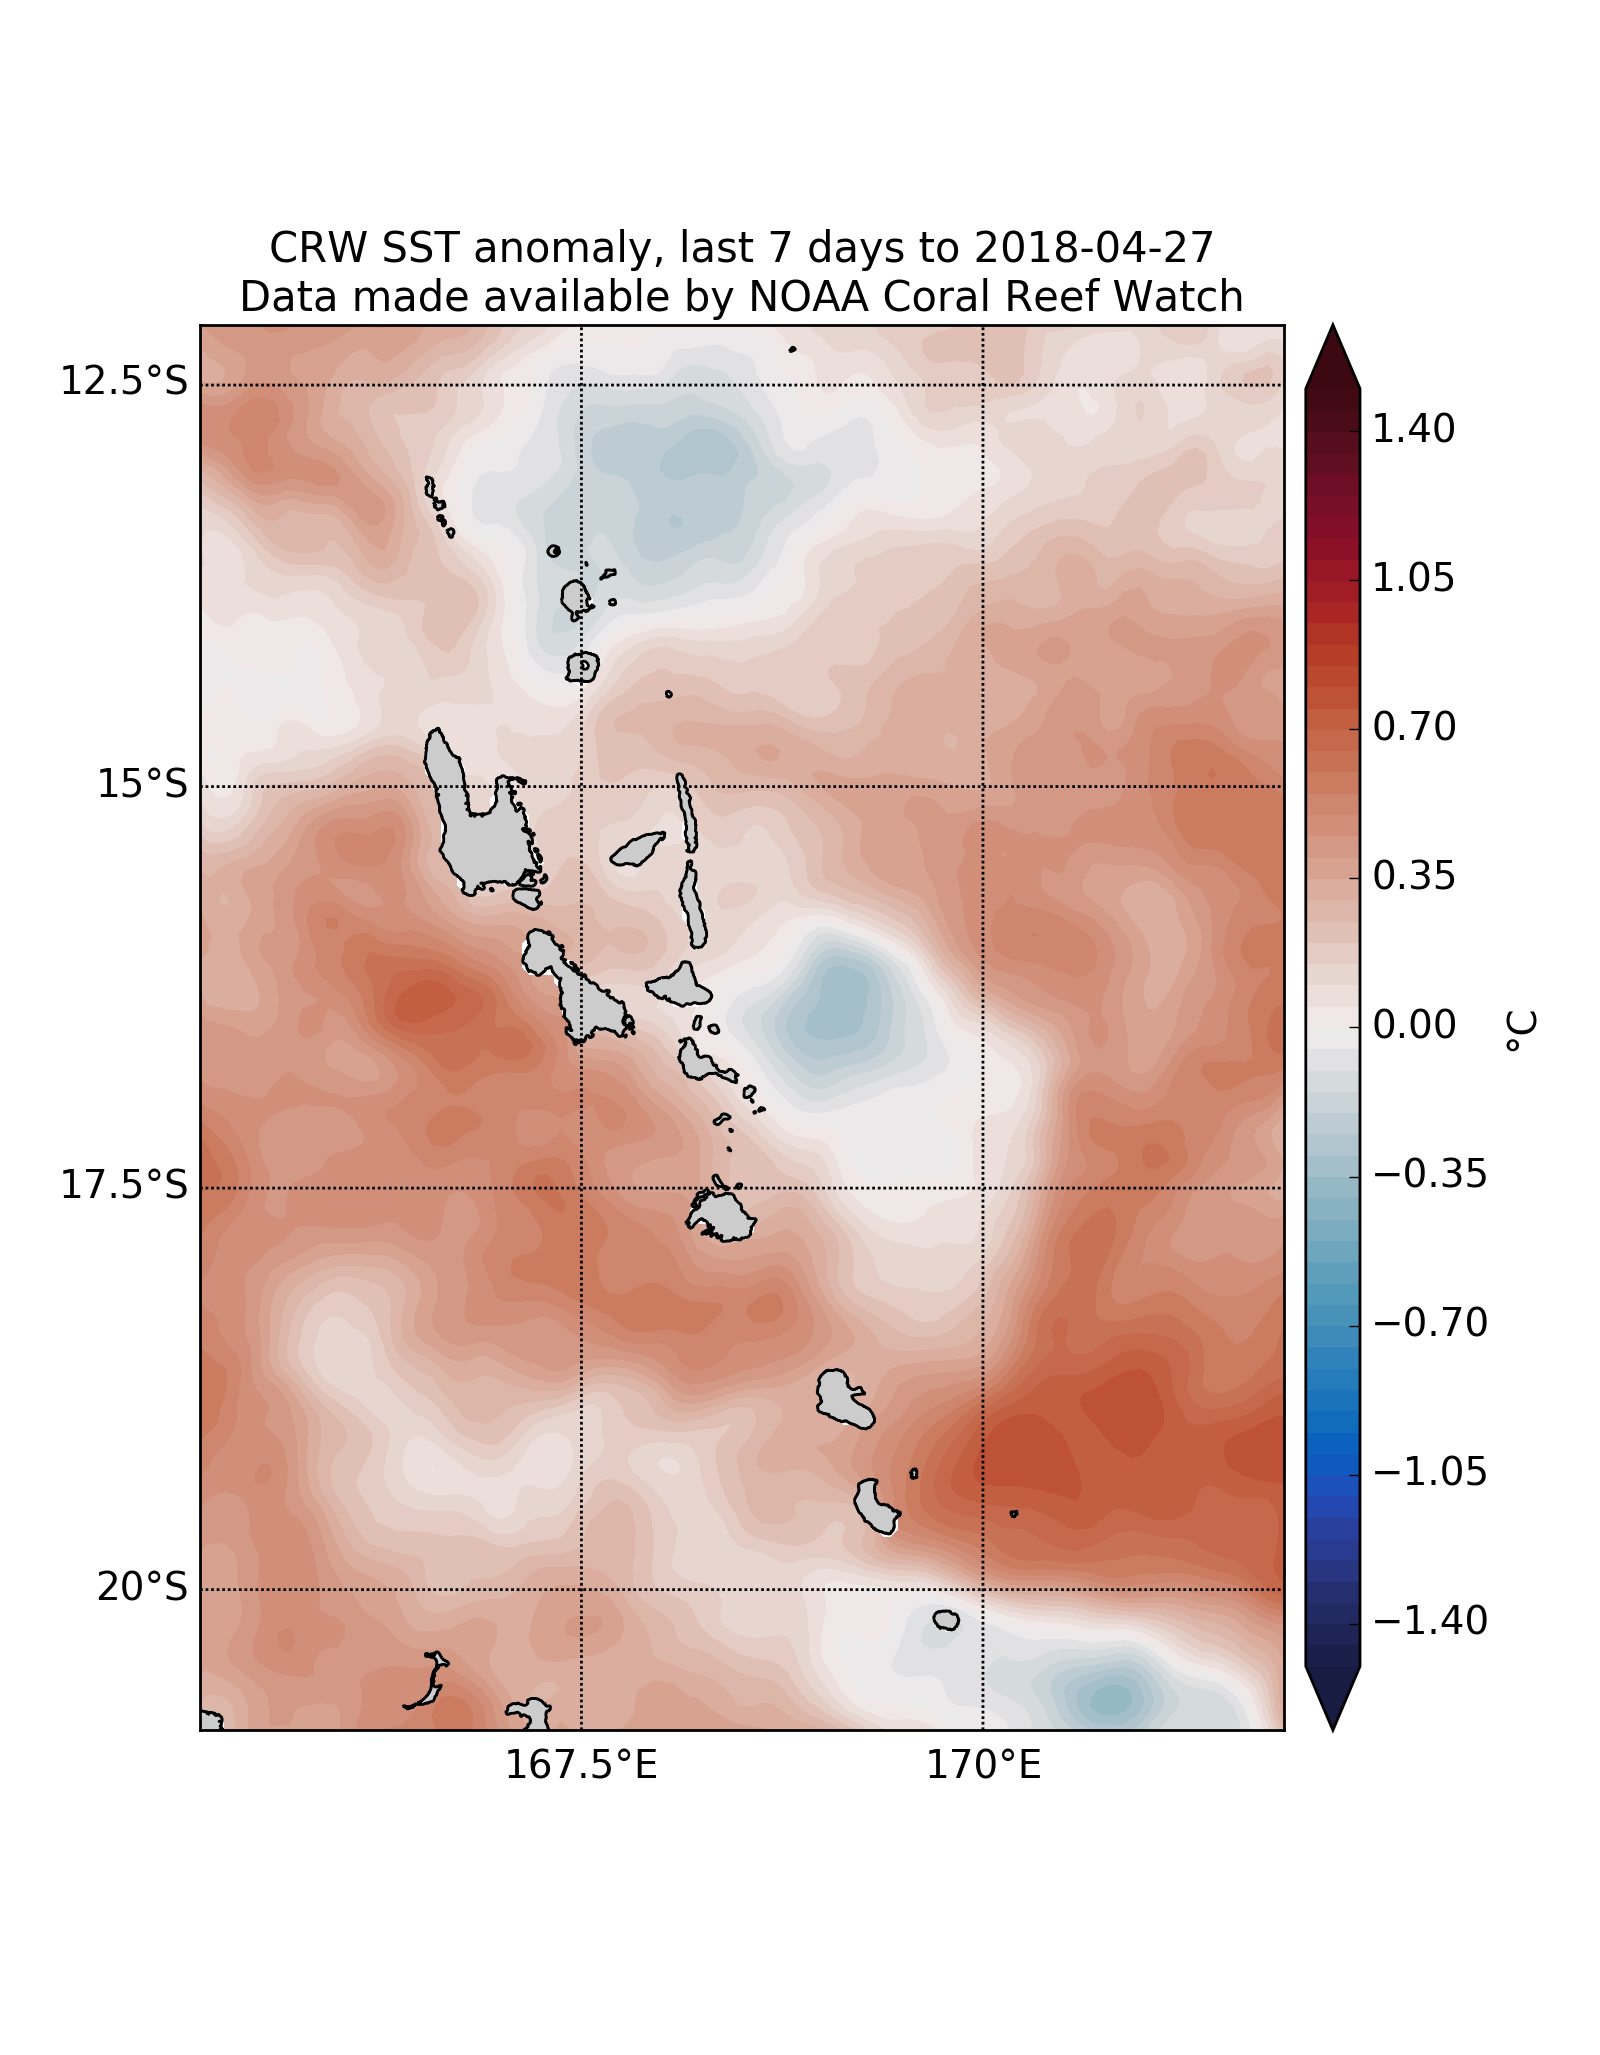 CRW SST anomaly, last 7 days to 2018-04-27
Data made available by NOAA Coral Reef Watch
12.5°S
15°S
17.5°S
20°S
167.5°E
170°E
1.40
1.05
0.70
0.35
0.00
−0.35
−0.70
−1.05
−1.40
°C